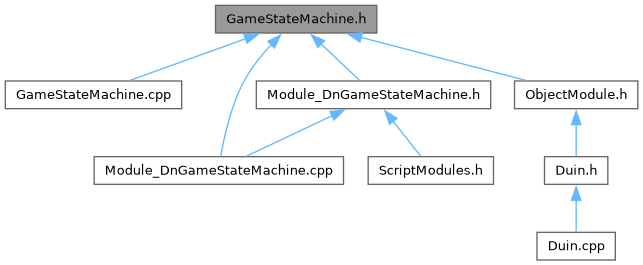 GameStateMachine.h
GameStateMachine.cpp
Module_DnGameStateMachine.h
ObjectModule.h
Module_DnGameStateMachine.cpp
ScriptModules.h
Duin.h
Duin.cpp